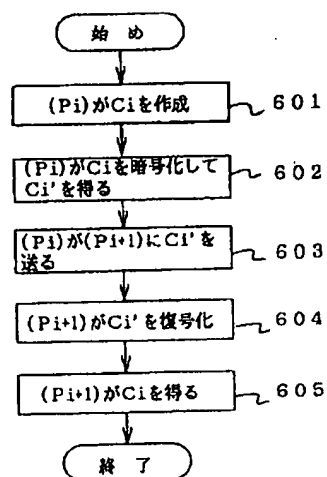 始め
(Pi)がCiを作成 601
(Pi)がCiを暗号化して 602
Ci'を得る
(Pi)が(Pi+1)にCi'を 603
送る
(Pi+1)がCi'を復号化 604
(Pi+1)がCiを得る 605
終了